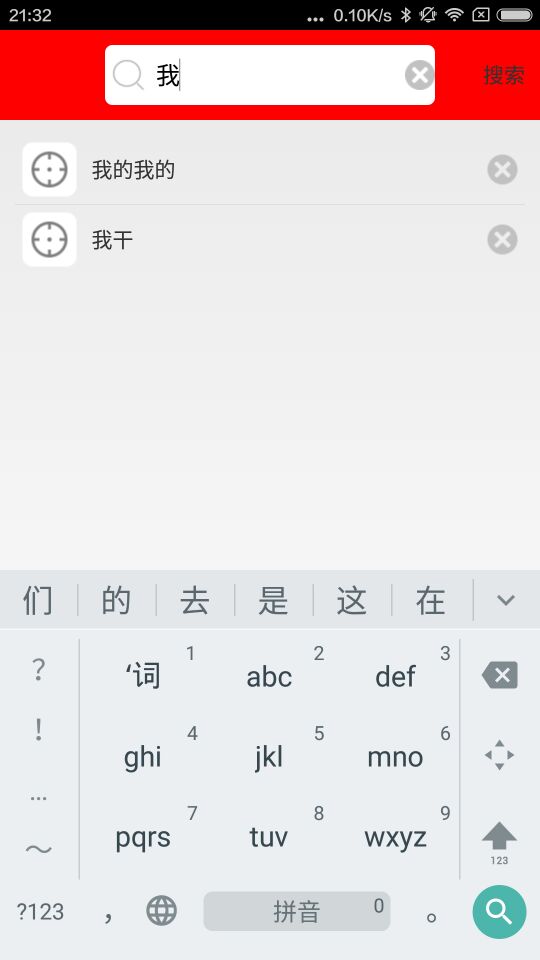 21:32 ... 0.10K/s
我 搜索
我的我的
我干
们 的 去 是 这 在
? ‘词 1 abc 2 def 3
! ghi 4 jkl 5 mno 6
... pqrs 7 tuv 8 wxyz 9
～ 123
?123 , 拼音 0 。